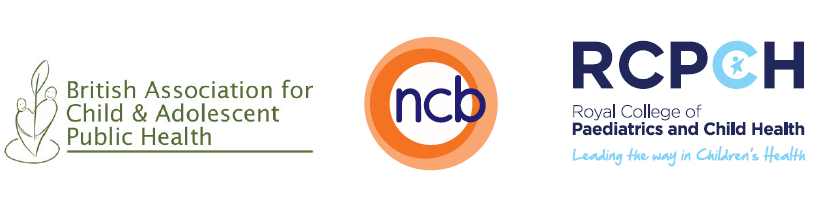 British Association for
Child & Adolescent
Public Health
ncb
RCPCH
Royal College of
Paediatrics and Child Health
Leading the way in Children's Health